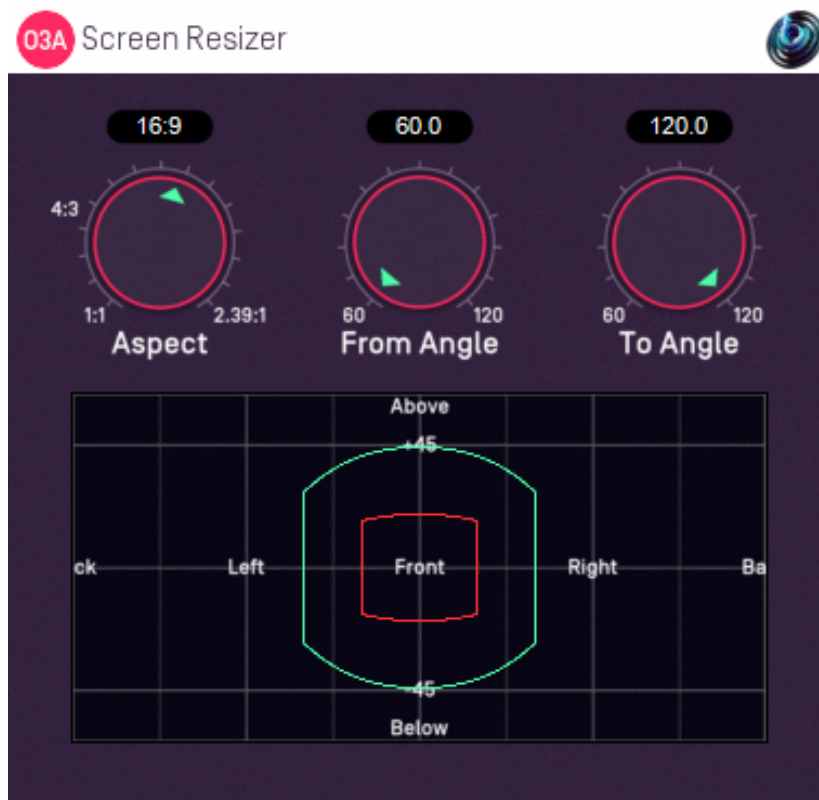 O3A Screen Resizer
16:9 60.0 120.0
4:3
1:1 2.39:1 60 120 60 120
Aspect From Angle To Angle
Above
+45
ck Left Front Right Ba
-45
Below